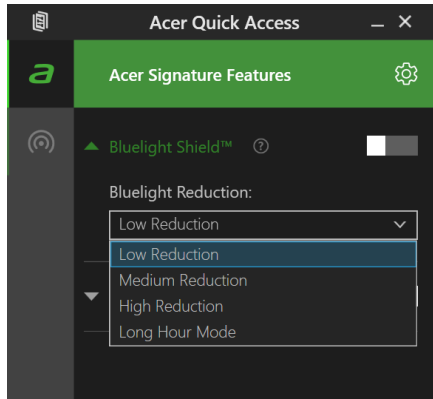 Acer Quick Access
a
Acer Signature Features
Bluelight Shield™ ?
Bluelight Reduction:
Low Reduction
Low Reduction
Medium Reduction
High Reduction
Long Hour Mode